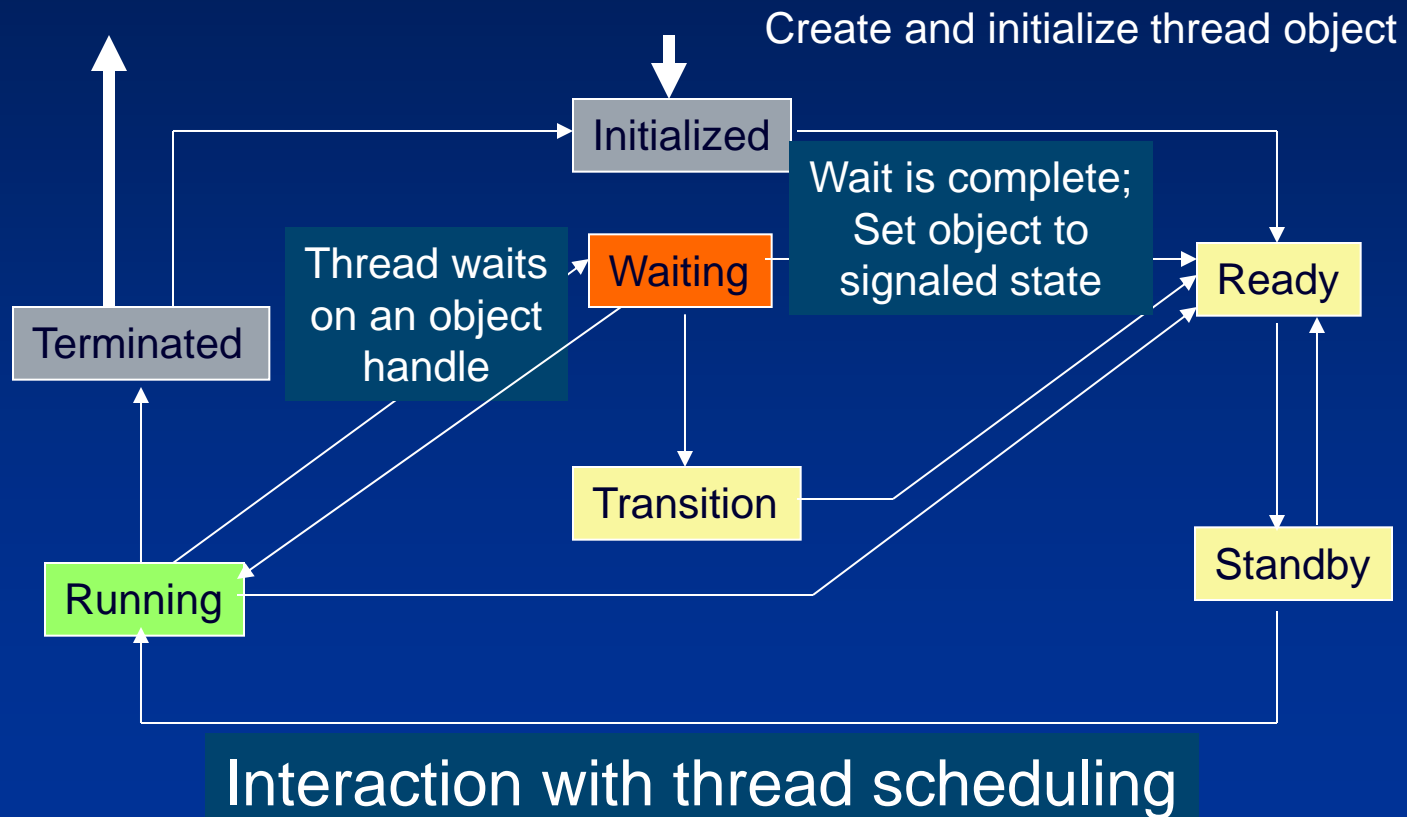 Create and initialize thread object
Initialized
Wait is complete;
Set object to
signaled state
Thread waits
on an object
handle
Waiting
Ready
Terminated
Transition
Standby
Running
Interaction with thread scheduling